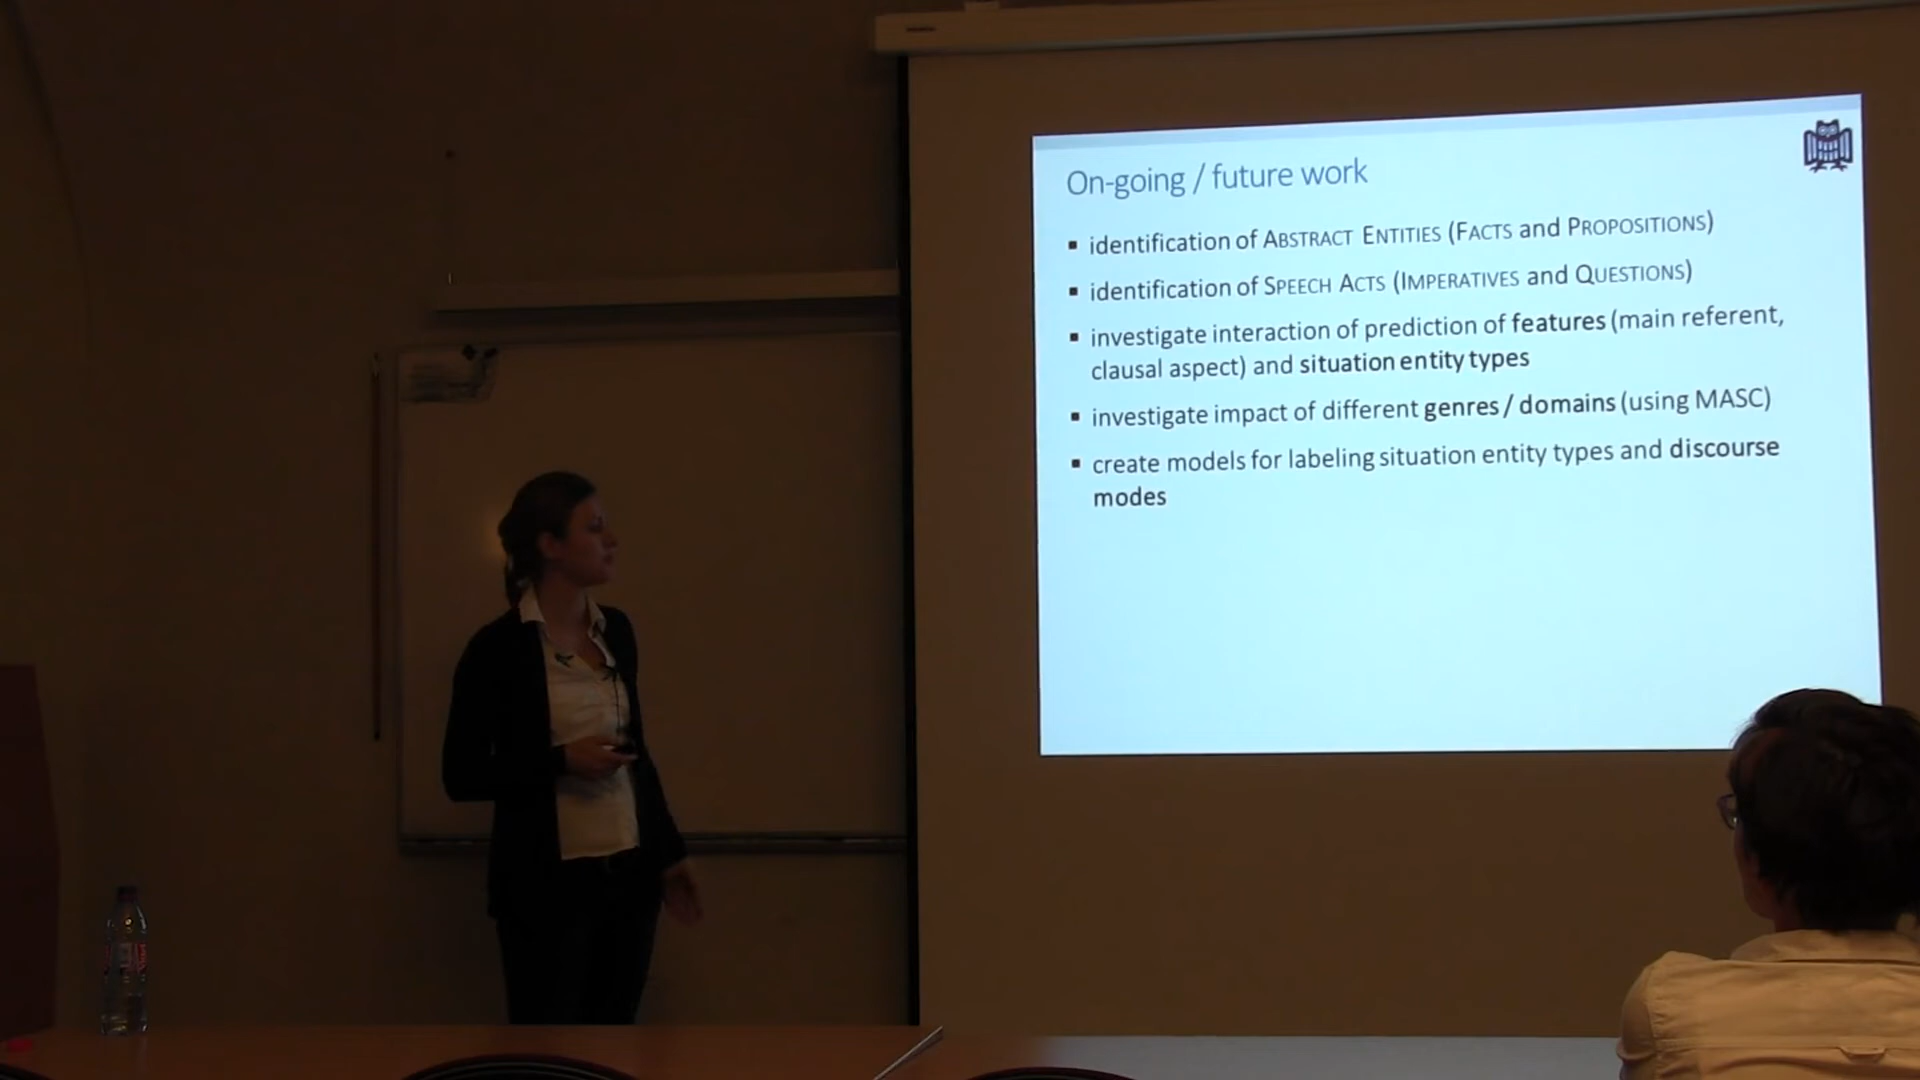 On-going / future work
▪ identification of ABSTRACT ENTITIES (FACTS and PROPOSITIONS)
▪ identification of SPEECH ACTS (IMPERATIVES and QUESTIONS)
▪ investigate interaction of prediction of features (main referent,
clausal aspect) and situation entity types
▪ investigate impact of different genres / domains (using MASC)
▪ create models for labeling situation entity types and discourse
modes